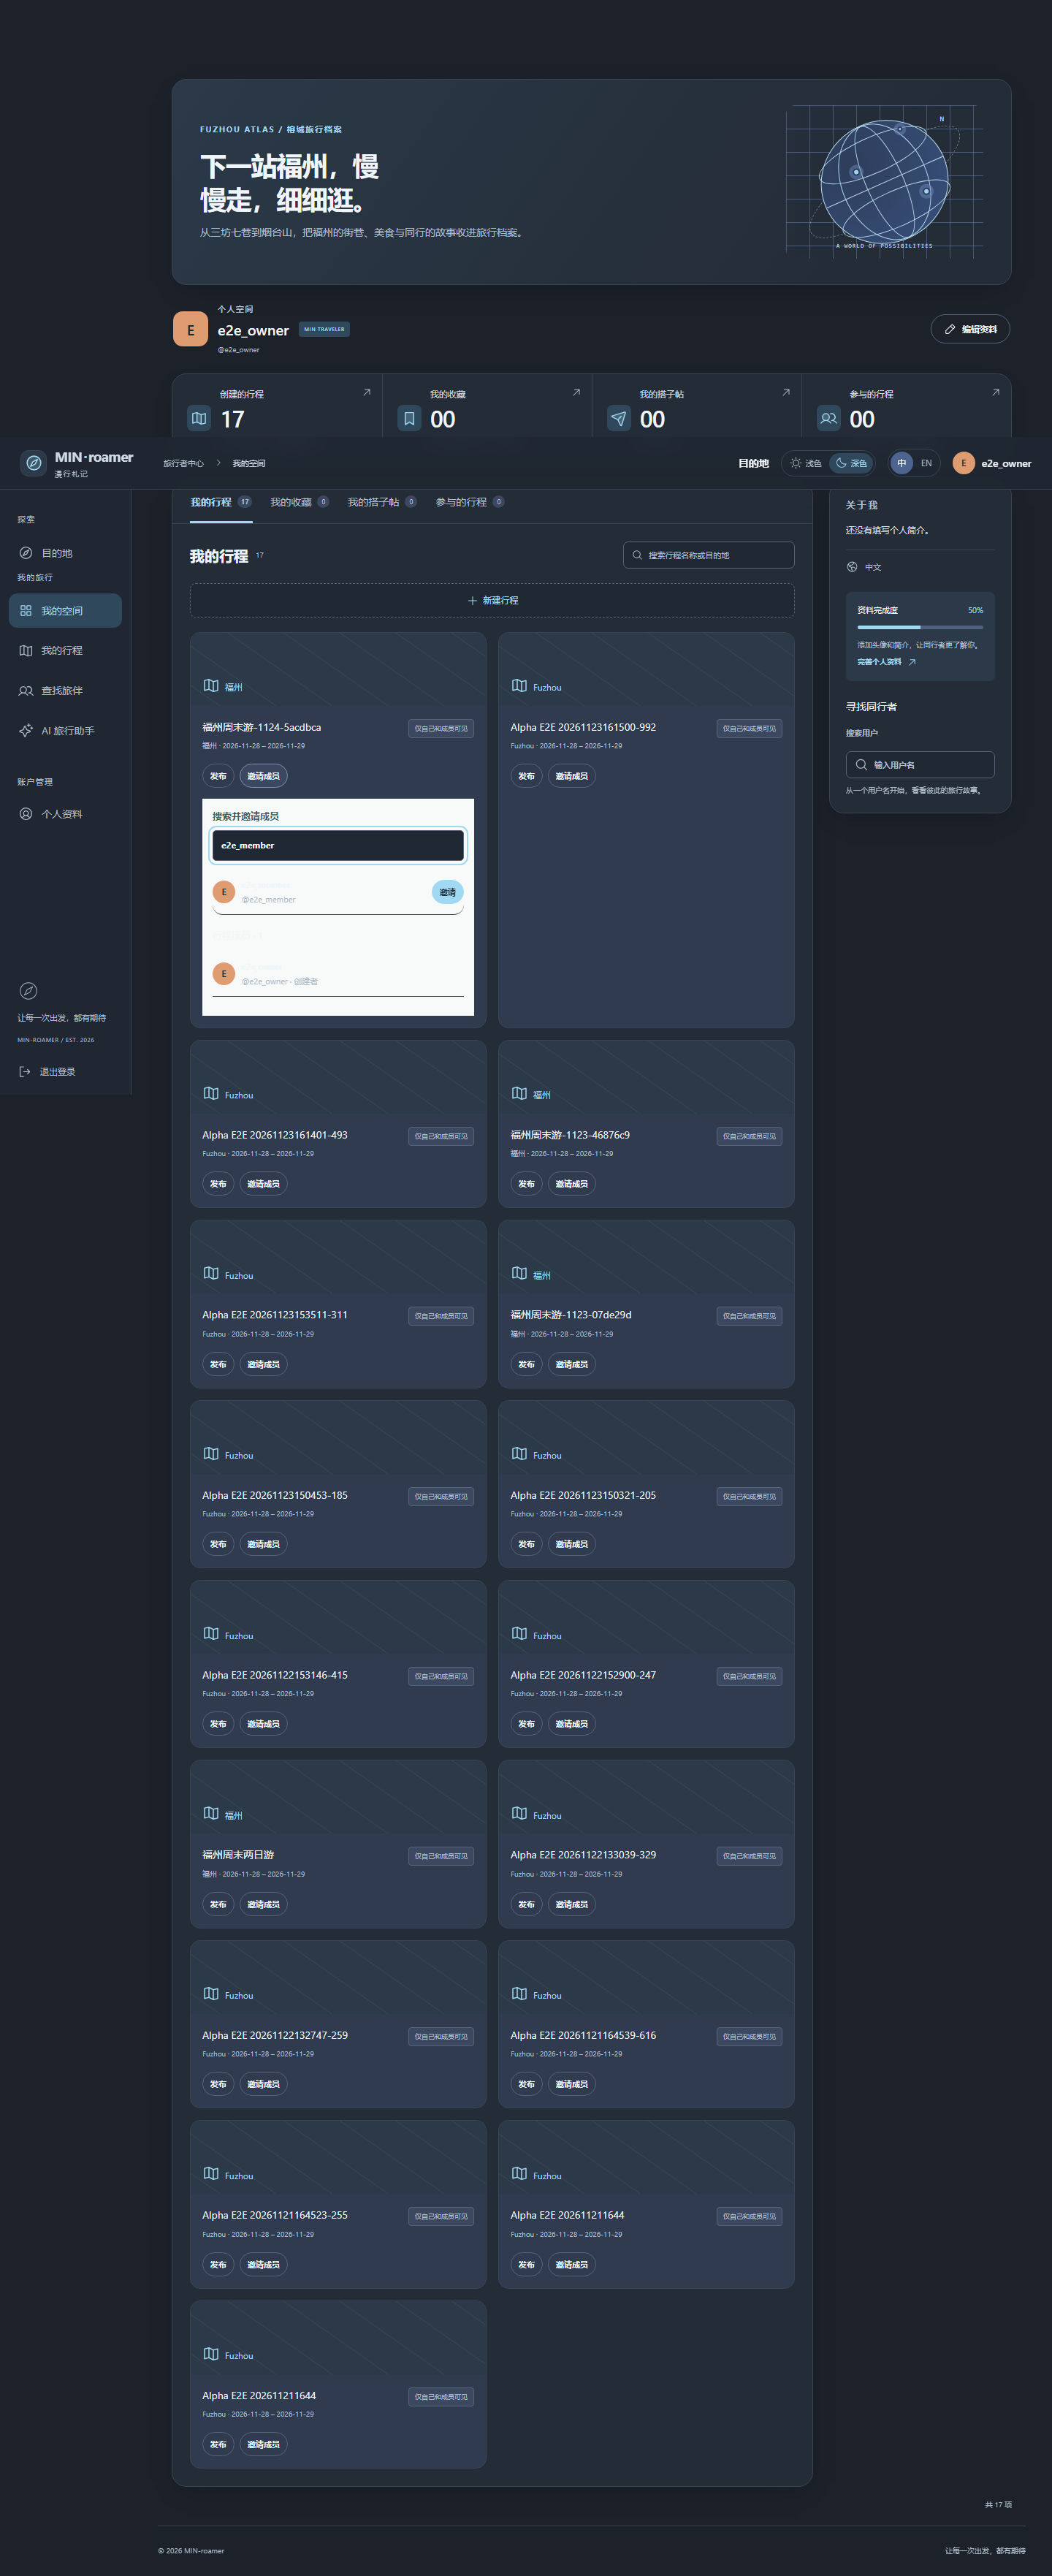 FUZHOU ATLAS / 榕城旅行档案
下一站福州，慢
慢走，细细逛。
从三坊七巷到烟台山，把福州的街巷、美食与同行的故事收进旅行档案。
N
A WORLD OF POSSIBILITIES
个人空间
E
e2e_owner
MIN TRAVELER
@e2e_owner
编辑资料
创建的行程
17
我的收藏
00
我的搭子帖
00
参与的行程
00
MIN·roamer
漫行札记
旅行者中心
我的空间
目的地
浅色
深色
中
EN
E
e2e_owner
探索
目的地
我的旅行
我的空间
我的行程
查找旅伴
AI 旅行助手
账户管理
个人资料
让每一次出发，都有期待
MIN-ROAMER / EST. 2026
退出登录
我的行程 17
我的收藏 0
我的搭子帖 0
参与的行程 0
我的行程 17
搜索行程名称或目的地
新建行程
福州
福州周末游-1124-5acdbca
仅自己和成员可见
福州 · 2026-11-28 – 2026-11-29
发布
邀请成员
搜索并邀请成员
e2e_member
E
@e2e_member
邀请
E
@e2e_owner · 创建者
Fuzhou
Alpha E2E 20261123161500-992
仅自己和成员可见
Fuzhou · 2026-11-28 – 2026-11-29
发布
邀请成员
Fuzhou
Alpha E2E 20261123161401-493
仅自己和成员可见
Fuzhou · 2026-11-28 – 2026-11-29
发布
邀请成员
福州
福州周末游-1123-46876c9
仅自己和成员可见
福州 · 2026-11-28 – 2026-11-29
发布
邀请成员
Fuzhou
Alpha E2E 20261123153511-311
仅自己和成员可见
Fuzhou · 2026-11-28 – 2026-11-29
发布
邀请成员
福州
福州周末游-1123-07de29d
仅自己和成员可见
福州 · 2026-11-28 – 2026-11-29
发布
邀请成员
Fuzhou
Alpha E2E 20261123150453-185
仅自己和成员可见
Fuzhou · 2026-11-28 – 2026-11-29
发布
邀请成员
Fuzhou
Alpha E2E 20261123150321-205
仅自己和成员可见
Fuzhou · 2026-11-28 – 2026-11-29
发布
邀请成员
Fuzhou
Alpha E2E 20261122153146-415
仅自己和成员可见
Fuzhou · 2026-11-28 – 2026-11-29
发布
邀请成员
Fuzhou
Alpha E2E 20261122152900-247
仅自己和成员可见
Fuzhou · 2026-11-28 – 2026-11-29
发布
邀请成员
福州
福州周末两日游
仅自己和成员可见
福州 · 2026-11-28 – 2026-11-29
发布
邀请成员
Fuzhou
Alpha E2E 20261122133039-329
仅自己和成员可见
Fuzhou · 2026-11-28 – 2026-11-29
发布
邀请成员
Fuzhou
Alpha E2E 20261122132747-259
仅自己和成员可见
Fuzhou · 2026-11-28 – 2026-11-29
发布
邀请成员
Fuzhou
Alpha E2E 20261121164539-616
仅自己和成员可见
Fuzhou · 2026-11-28 – 2026-11-29
发布
邀请成员
Fuzhou
Alpha E2E 20261121164523-255
仅自己和成员可见
Fuzhou · 2026-11-28 – 2026-11-29
发布
邀请成员
Fuzhou
Alpha E2E 202611211644
仅自己和成员可见
Fuzhou · 2026-11-28 – 2026-11-29
发布
邀请成员
Fuzhou
Alpha E2E 202611211644
仅自己和成员可见
Fuzhou · 2026-11-28 – 2026-11-29
发布
邀请成员
关于我
还没有填写个人简介。
中文
资料完成度 50%
添加头像和简介，让同行者更了解你。
完善个人资料
寻找同行者
搜索用户
输入用户名
从一个用户名开始，看看彼此的旅行故事。
共 17 项
© 2026 MIN-roamer
让每一次出发，都有期待